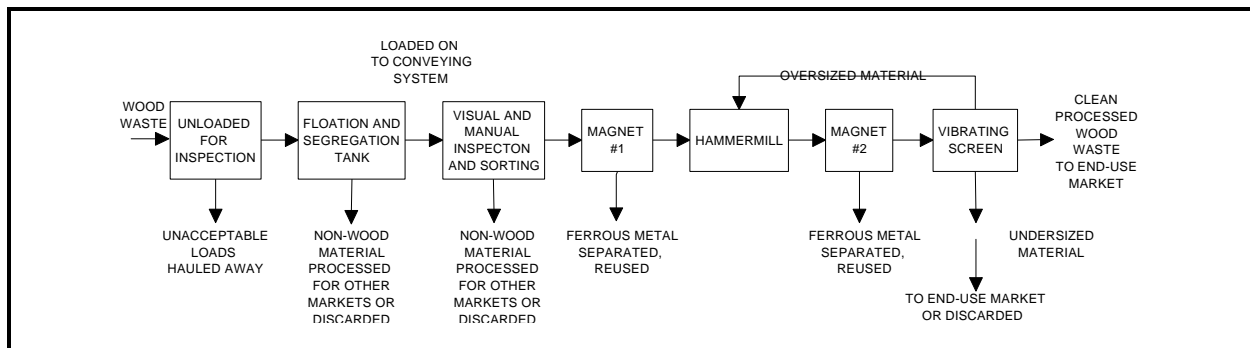 LOADED ON
TO CONVEYING
SYSTEM
OVERSIZED MATERIAL
WOOD
WASTE
UNLOADED
FOR
INSPECTION
FLOATION AND
SEGREGATION
TANK
VISUAL AND
MANUAL
INSPECTON
AND SORTING
MAGNET
#1
HAMMERMILL
MAGNET
#2
VIBRATING
SCREEN
CLEAN
PROCESSED
WOOD
WASTE
TO END-USE
MARKET
UNACCEPTABLE
LOADS
HAULED AWAY
NON-WOOD
MATERIAL
PROCESSED
FOR OTHER
MARKETS OR
DISCARDED
NON-WOOD
MATERIAL
PROCESSED
FOR OTHER
MARKETS OR
DISCARDED
FERROUS METAL
SEPARATED,
REUSED
FERROUS METAL
SEPARATED,
REUSED
UNDERSIZED
MATERIAL
TO END-USE MARKET
OR DISCARDED